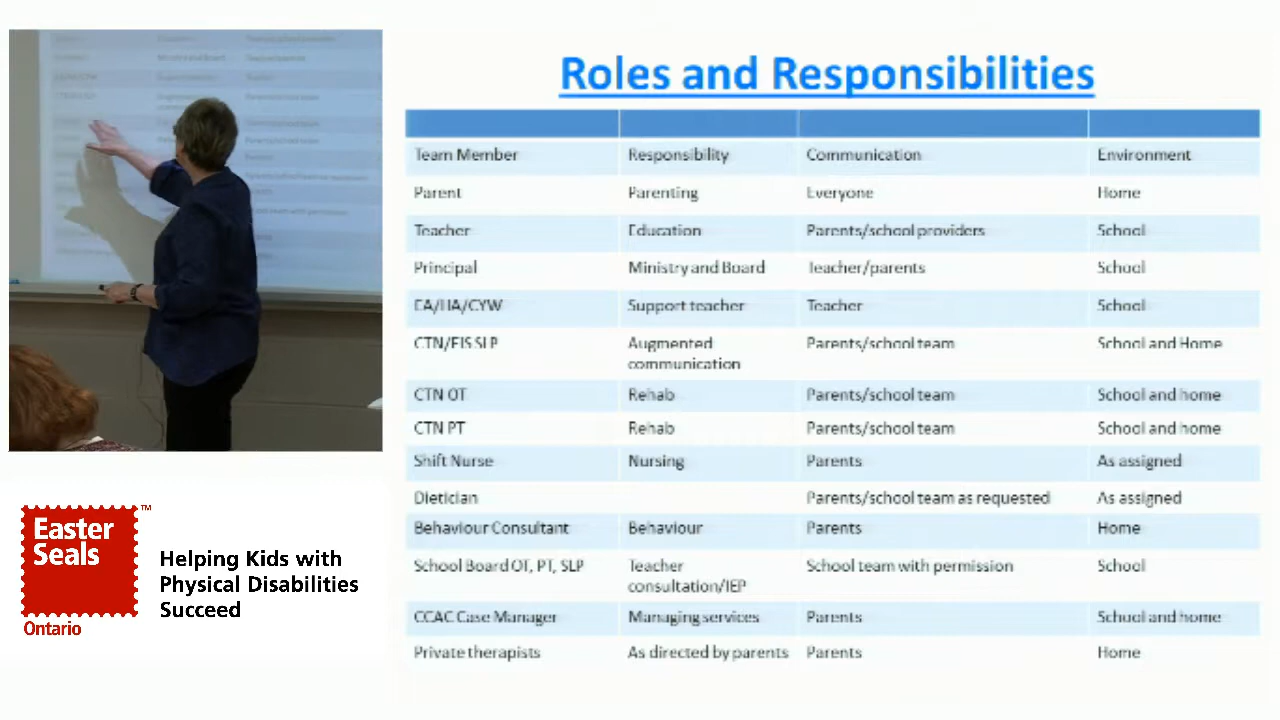 Roles and Responsibilities
Team Member Responsibility Communication Environment
Parent Parenting Everyone Home
Teacher Education Parents/school providers School
Principal Ministry and Board Teacher/parents School
EA/HA/CYW Support teacher Teacher School
CTN/EIS SLP Augmented communication Parents/school team School and Home
CTN OT Rehab Parents/school team School and home
CTN PT Rehab Parents/school team School and home
Shift Nurse Nursing Parents As assigned
Dietician Parents/school team as requested As assigned
Behaviour Consultant Behaviour Parents Home
School Board OT, PT, SLP Teacher consultation/IEP School team with permission School
CCAC Case Manager Managing services Parents School and home
Private therapists As directed by parents Parents Home
Easter
Seals
TM
Ontario
Helping Kids with
Physical Disabilities
Succeed